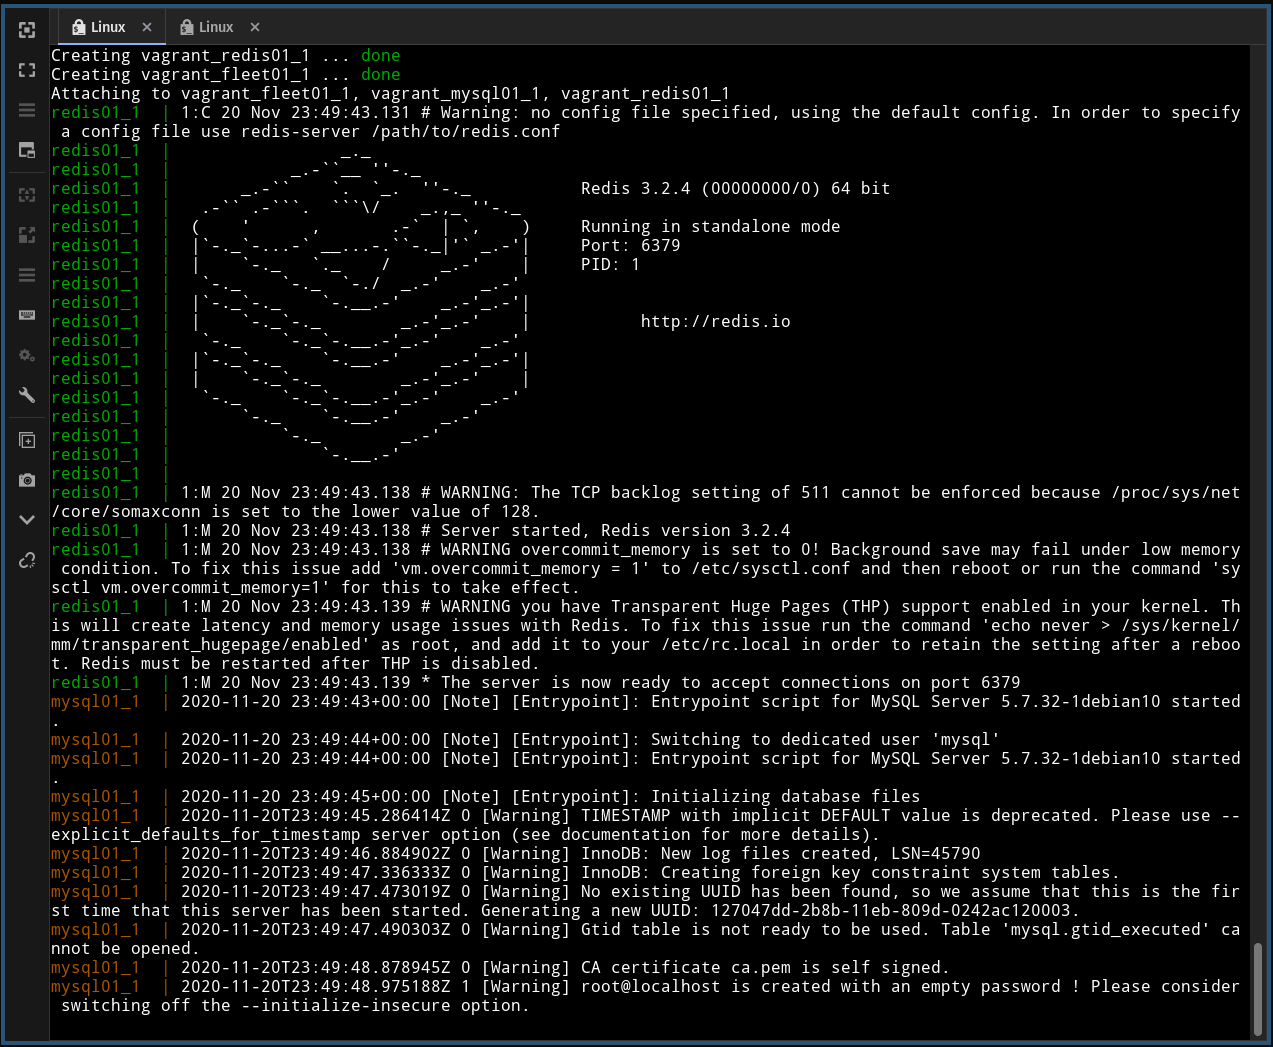 Linux × Linux ×
Creating vagrant_redis01_1 ... done
Creating vagrant_fleet01_1 ... done
Attaching to vagrant_fleet01_1, vagrant_mysql01_1, vagrant_redis01_1
redis01_1  | 1:C 20 Nov 23:49:43.131 # Warning: no config file specified, using the default config. In order to specify
 a config file use redis-server /path/to/redis.conf
redis01_1  |                 _._
redis01_1  |            _.-``__ ''-._
redis01_1  |       _.-``    `.  `_.  ''-._           Redis 3.2.4 (00000000/0) 64 bit
redis01_1  |   .-`` .-```.  ```\/    _.,_ ''-._
redis01_1  |  (    '      ,       .-`  | `,    )     Running in standalone mode
redis01_1  |  |`-._`-...-` __...-.``-._|'` _.-'|     Port: 6379
redis01_1  |  |    `-._   `._    /     _.-'    |     PID: 1
redis01_1  |   `-._    `-._  `-./  _.-'    _.-'
redis01_1  |  |`-._`-._    `-.__.-'    _.-'_.-'|
redis01_1  |  |    `-._`-._        _.-'_.-'    |           http://redis.io
redis01_1  |   `-._    `-._`-.__.-'_.-'    _.-'
redis01_1  |  |`-._`-._    `-.__.-'    _.-'_.-'|
redis01_1  |  |    `-._`-._        _.-'_.-'    |
redis01_1  |   `-._    `-._`-.__.-'_.-'    _.-'
redis01_1  |       `-._    `-.__.-'    _.-'
redis01_1  |           `-._        _.-'
redis01_1  |               `-.__.-'
redis01_1  |
redis01_1  | 1:M 20 Nov 23:49:43.138 # WARNING: The TCP backlog setting of 511 cannot be enforced because /proc/sys/net
/core/somaxconn is set to the lower value of 128.
redis01_1  | 1:M 20 Nov 23:49:43.138 # Server started, Redis version 3.2.4
redis01_1  | 1:M 20 Nov 23:49:43.138 # WARNING overcommit_memory is set to 0! Background save may fail under low memory
 condition. To fix this issue add 'vm.overcommit_memory = 1' to /etc/sysctl.conf and then reboot or run the command 'sy
sctl vm.overcommit_memory=1' for this to take effect.
redis01_1  | 1:M 20 Nov 23:49:43.139 # WARNING you have Transparent Huge Pages (THP) support enabled in your kernel. Th
is will create latency and memory usage issues with Redis. To fix this issue run the command 'echo never > /sys/kernel/
mm/transparent_hugepage/enabled' as root, and add it to your /etc/rc.local in order to retain the setting after a reboo
t. Redis must be restarted after THP is disabled.
redis01_1  | 1:M 20 Nov 23:49:43.139 * The server is now ready to accept connections on port 6379
mysql01_1  | 2020-11-20 23:49:43+00:00 [Note] [Entrypoint]: Entrypoint script for MySQL Server 5.7.32-1debian10 started
.
mysql01_1  | 2020-11-20 23:49:44+00:00 [Note] [Entrypoint]: Switching to dedicated user 'mysql'
mysql01_1  | 2020-11-20 23:49:44+00:00 [Note] [Entrypoint]: Entrypoint script for MySQL Server 5.7.32-1debian10 started
.
mysql01_1  | 2020-11-20 23:49:45+00:00 [Note] [Entrypoint]: Initializing database files
mysql01_1  | 2020-11-20T23:49:45.286414Z 0 [Warning] TIMESTAMP with implicit DEFAULT value is deprecated. Please use --
explicit_defaults_for_timestamp server option (see documentation for more details).
mysql01_1  | 2020-11-20T23:49:46.884902Z 0 [Warning] InnoDB: New log files created, LSN=45790
mysql01_1  | 2020-11-20T23:49:47.336333Z 0 [Warning] InnoDB: Creating foreign key constraint system tables.
mysql01_1  | 2020-11-20T23:49:47.473019Z 0 [Warning] No existing UUID has been found, so we assume that this is the fir
st time that this server has been started. Generating a new UUID: 127047dd-2b8b-11eb-809d-0242ac120003.
mysql01_1  | 2020-11-20T23:49:47.490303Z 0 [Warning] Gtid table is not ready to be used. Table 'mysql.gtid_executed' ca
nnot be opened.
mysql01_1  | 2020-11-20T23:49:48.878945Z 0 [Warning] CA certificate ca.pem is self signed.
mysql01_1  | 2020-11-20T23:49:48.975188Z 1 [Warning] root@localhost is created with an empty password ! Please consider
 switching off the --initialize-insecure option.